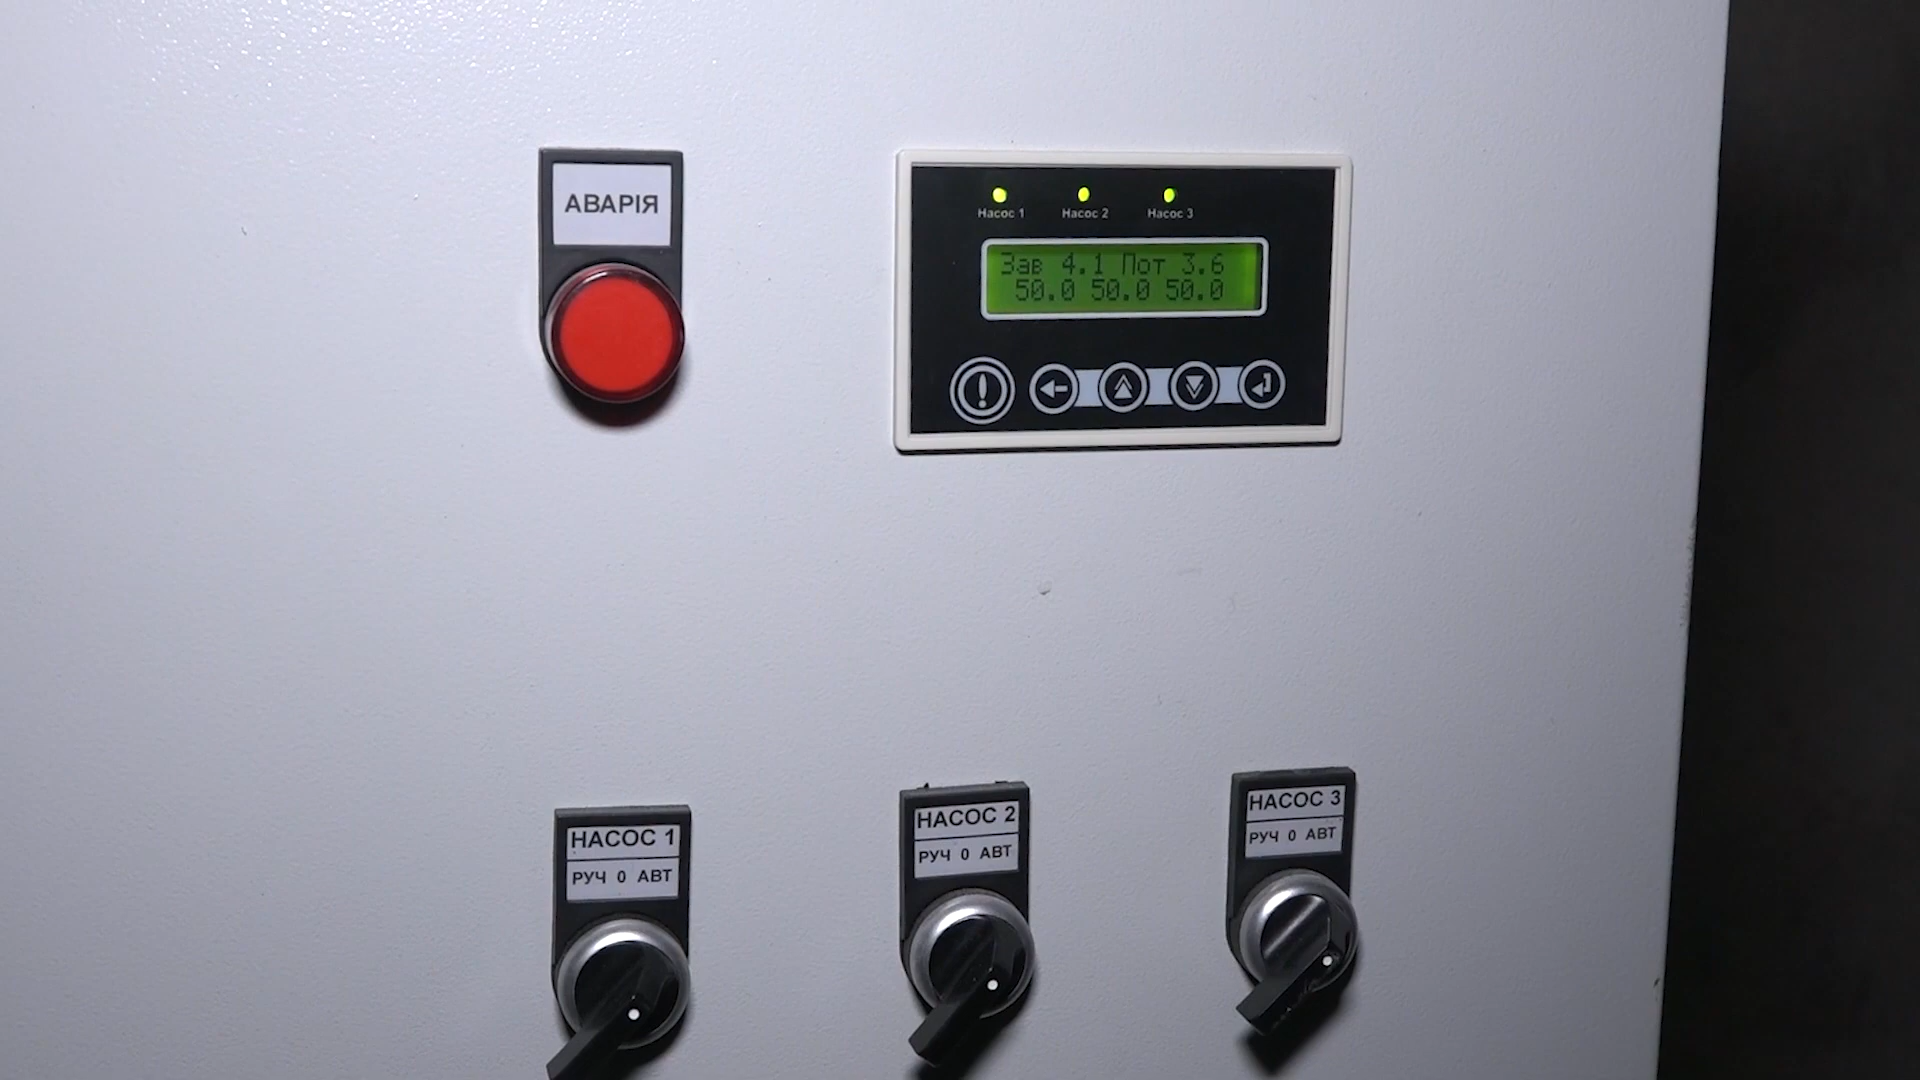 АВАРІЯ
Насос 1 Насос 2 Насос 3
Зав 4.1 Пот 3.6
50.0 50.0 50.0
НАСОС 1
РУЧ 0 АВТ
НАСОС 2
РУЧ 0 АВТ
НАСОС 3
РУЧ 0 АВТ